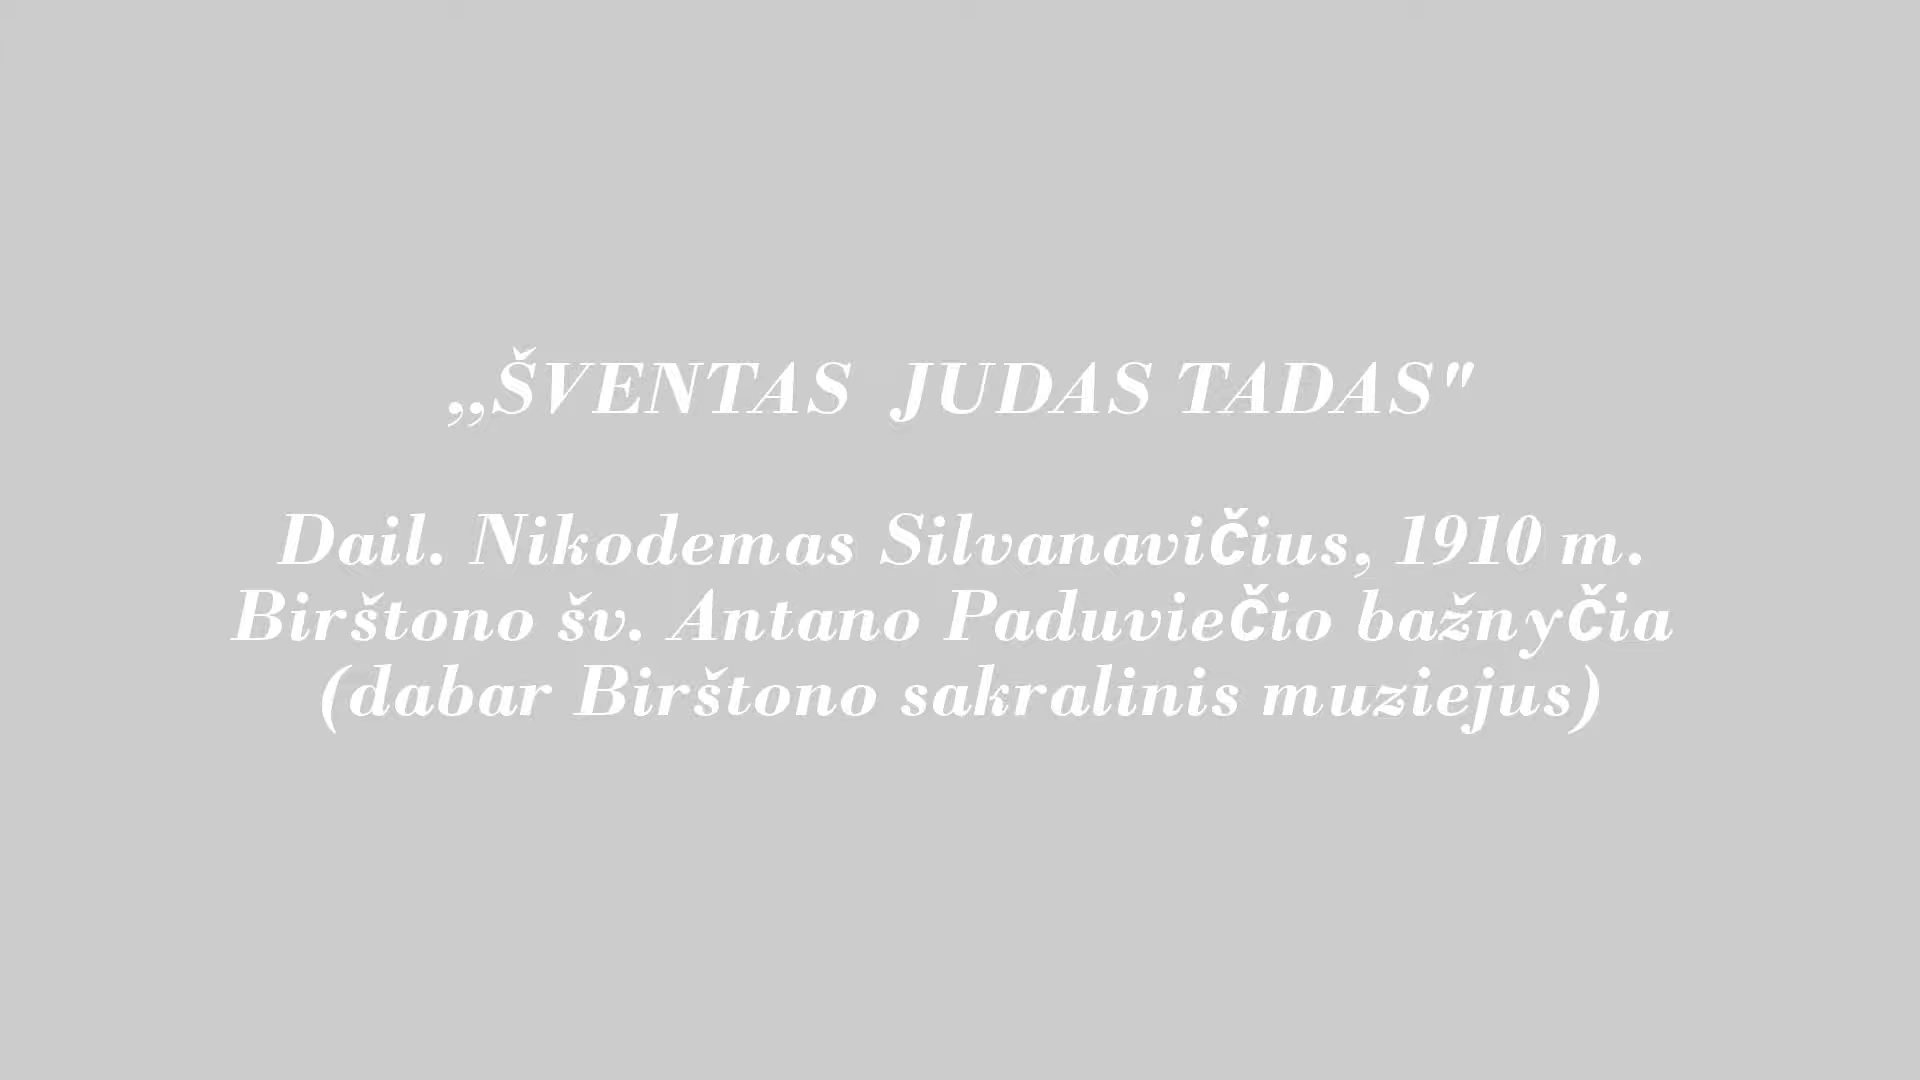 „ŠVENTAS JUDAS TADAS"
Dail. Nikodemas Silvanavičius, 1910 m.
Birštono šv. Antano Paduviečio bažnyčia
(dabar Birštono sakralinis muziejus)